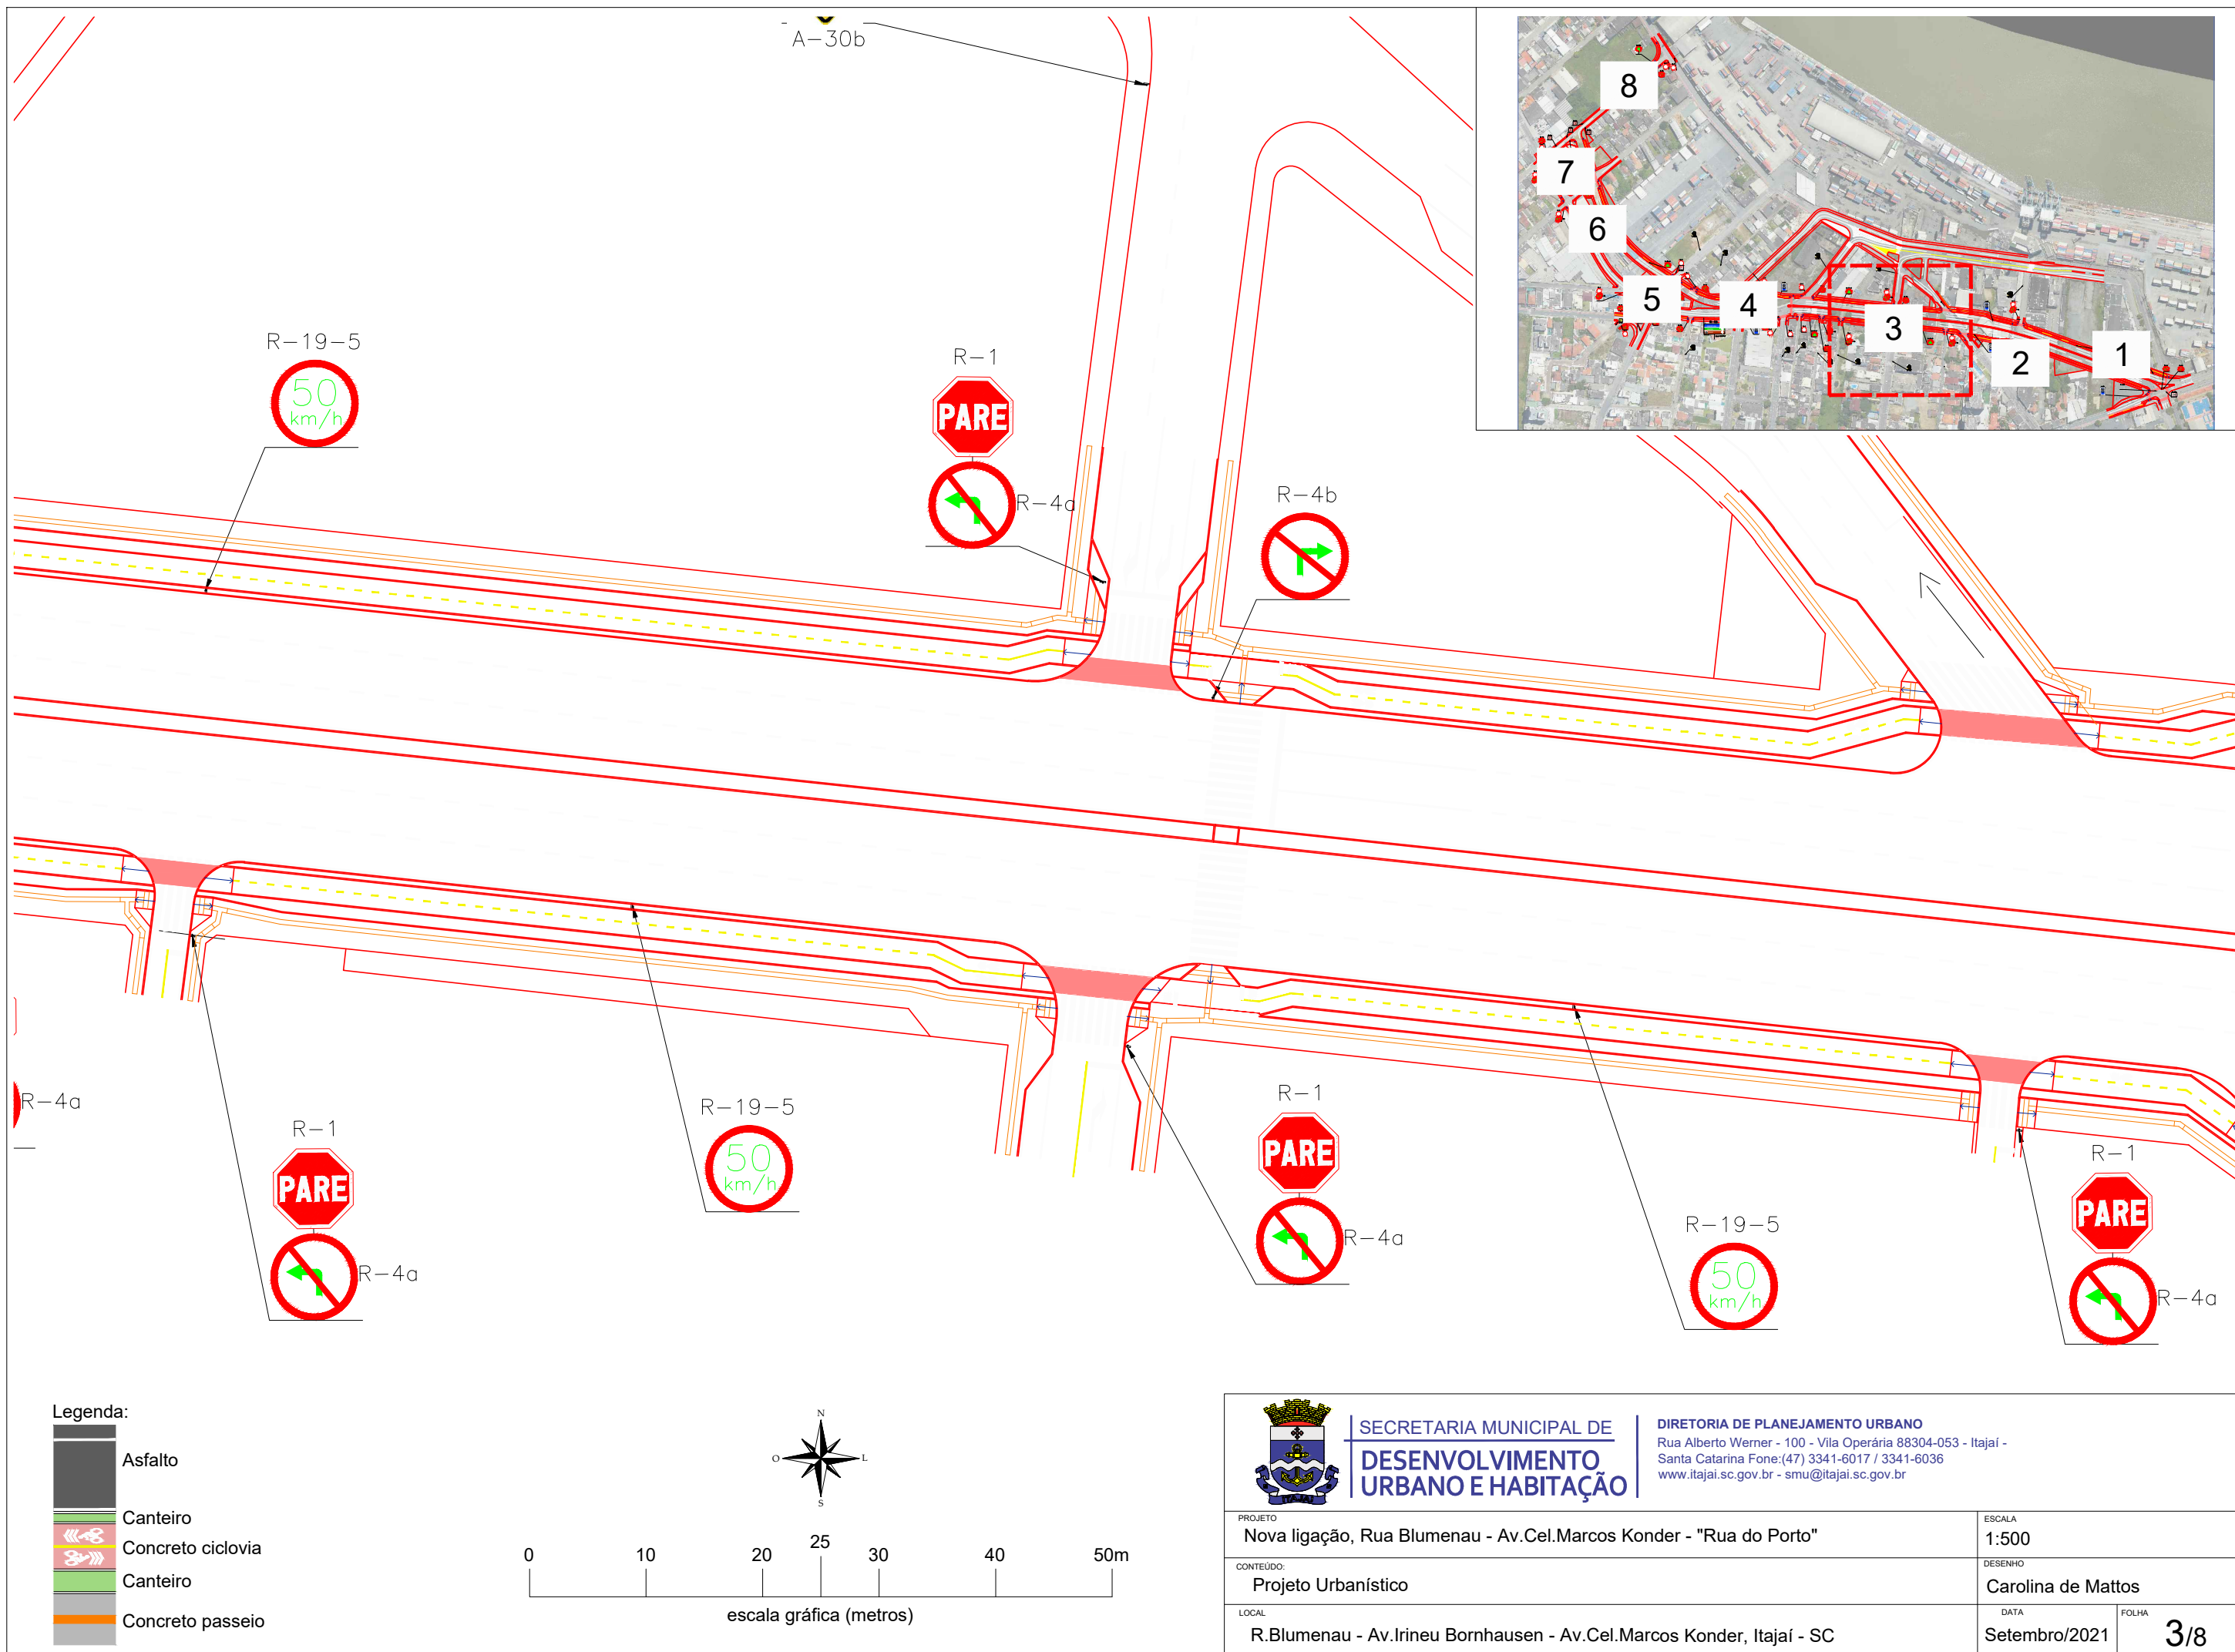 A-30b
8
7
6
5
4
3
2
1
R-19-5
50
km/h
R-1
PARE
R-4a
R-4b
R-4a
R-1
PARE
R-4a
R-19-5
50
km/h
R-1
PARE
R-4a
R-19-5
50
km/h
R-1
PARE
R-4a
Legenda:
Asfalto
Canteiro
Concreto ciclovia
Canteiro
Concreto passeio
N
O
L
S
0 10 20 25 30 40 50m
escala gráfica (metros)
ITAJAÍ
SECRETARIA MUNICIPAL DE
DESENVOLVIMENTO
URBANO E HABITAÇÃO
DIRETORIA DE PLANEJAMENTO URBANO
Rua Alberto Werner - 100 - Vila Operária 88304-053 - Itajaí -
Santa Catarina Fone:(47) 3341-6017 / 3341-6036
www.itajai.sc.gov.br - smu@itajai.sc.gov.br
PROJETO
Nova ligação, Rua Blumenau - Av.Cel.Marcos Konder - "Rua do Porto"
ESCALA
1:500
CONTEÚDO:
Projeto Urbanístico
DESENHO
Carolina de Mattos
LOCAL
R.Blumenau - Av.Irineu Bornhausen - Av.Cel.Marcos Konder, Itajaí - SC
DATA
Setembro/2021
FOLHA
3/8